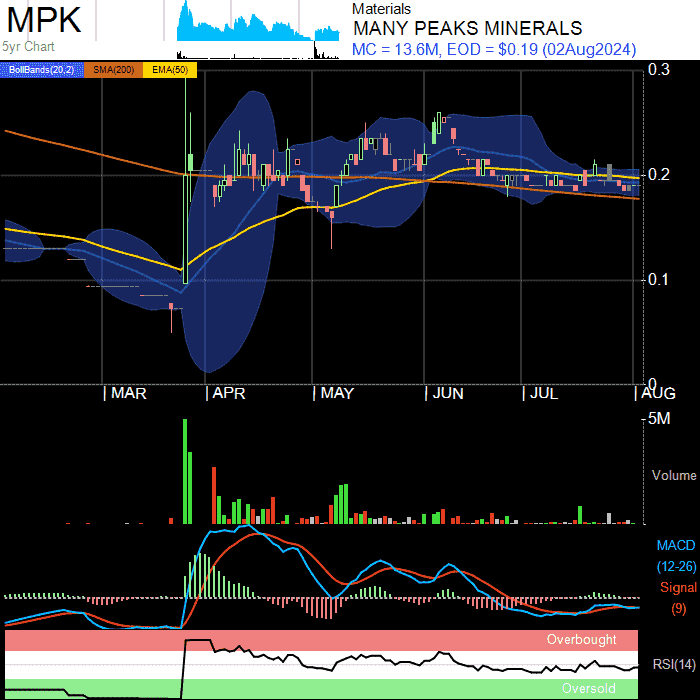 MPK
5yr Chart
Materials
MANY PEAKS MINERALS
MC = 13.6M, EOD = $0.19 (02Aug2024)
BollBands(20,2) SMA(200) EMA(50)
0.3
0.2
0.1
0
MAR APR MAY JUN JUL AUG
5M
Volume
MACD
(12-26)
Signal
(9)
Overbought
RSI(14)
Oversold